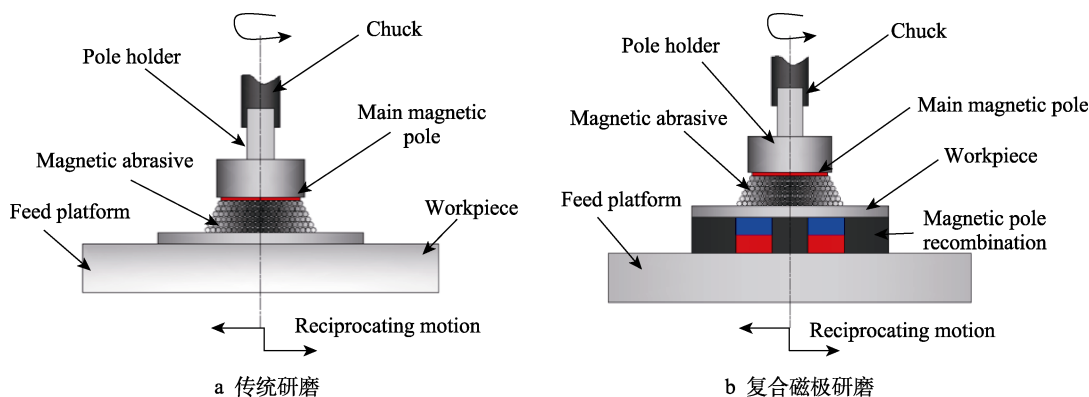 Chuck
Pole holder
Main magnetic
pole
Magnetic abrasive
Feed platform
Workpiece
Reciprocating motion
a 传统研磨
Chuck
Pole holder
Main magnetic pole
Magnetic abrasive
Workpiece
Feed platform
Magnetic pole
recombination
Reciprocating motion
b 复合磁极研磨